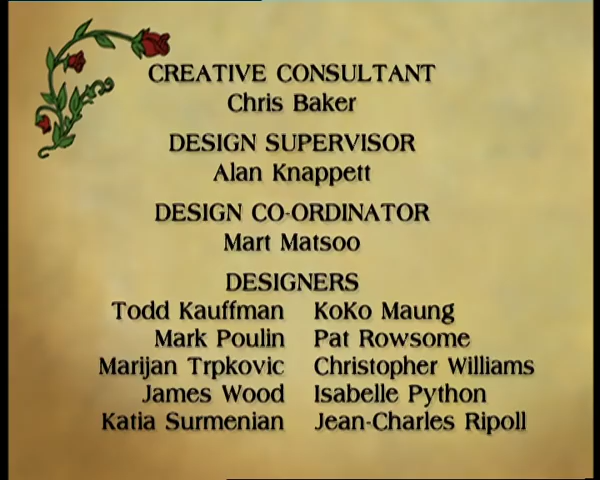 CREATIVE CONSULTANT
Chris Baker
DESIGN SUPERVISOR
Alan Knappett
DESIGN CO-ORDINATOR
Mart Matsoo
DESIGNERS
Todd Kauffman KoKo Maung
Mark Poulin Pat Rowsome
Marijan Trpkovic Christopher Williams
James Wood Isabelle Python
Katia Surmenian Jean-Charles Ripoll